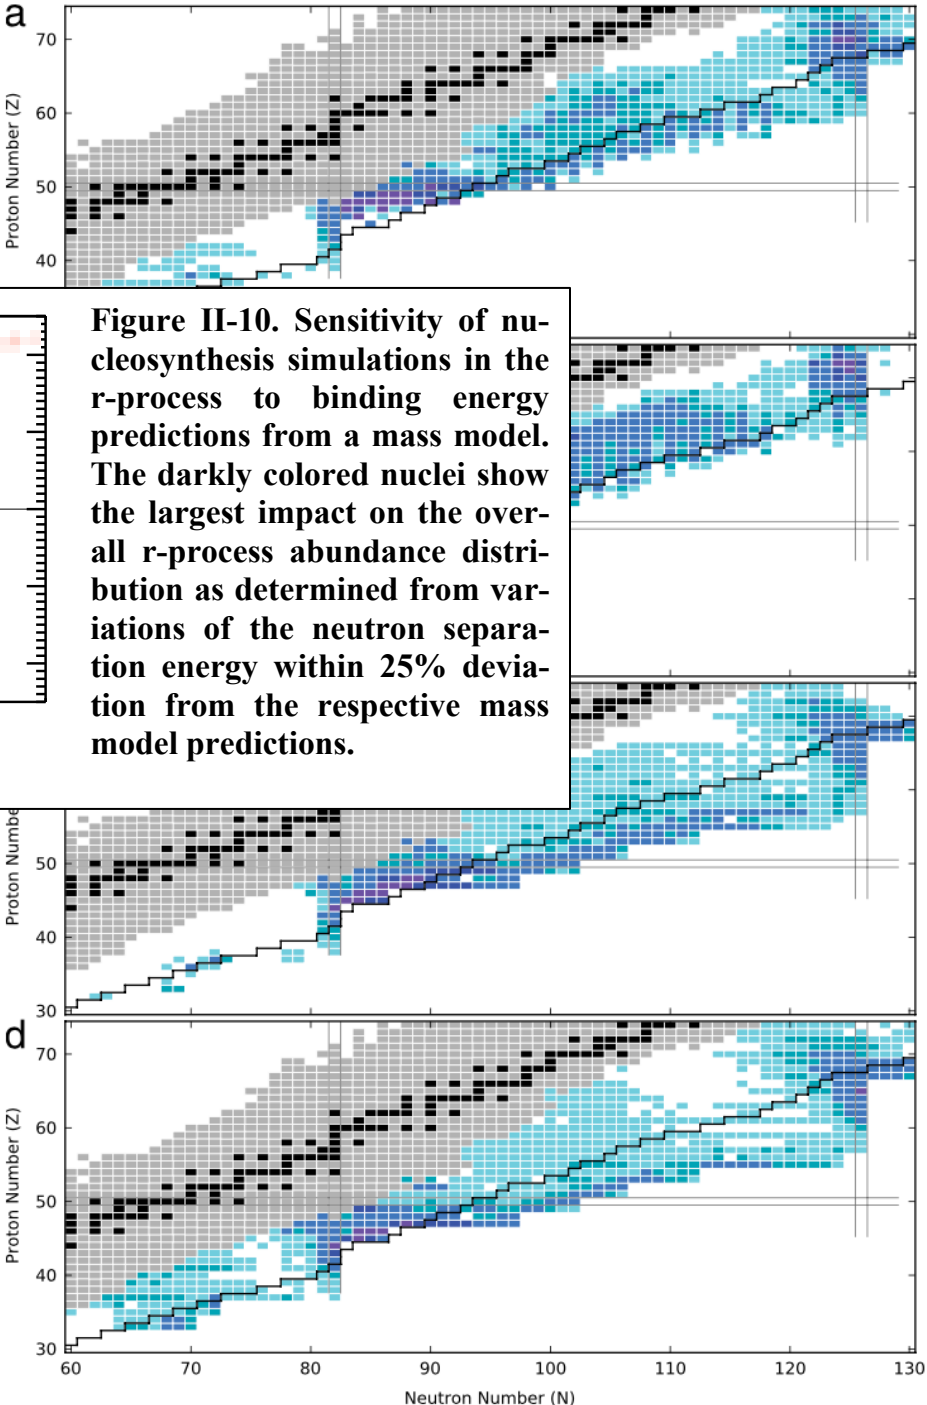 a
70
60
50
40
Proton Number (Z)
Figure II-10. Sensitivity of nu-
cleosynthesis simulations in the
r-process to binding energy
predictions from a mass model.
The darkly colored nuclei show
the largest impact on the over-
all r-process abundance distri-
bution as determined from var-
iations of the neutron separa-
tion energy within 25% devia-
tion from the respective mass
model predictions.
50
40
30
Proton Numbe
d
70
60
50
40
30
Proton Number (Z)
60 70 80 90 100 110 120 130
Neutron Number (N)